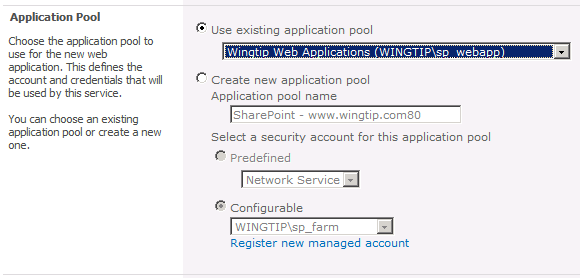 Application Pool
Choose the application pool to
use for the new web
application. This defines the
account and credentials that will
be used by this service.
You can choose an existing
application pool or create a new
one.
Use existing application pool
Wingtip Web Applications (WINGTIP\sp_webapp)
Create new application pool
Application pool name
SharePoint - www.wingtip.com80
Select a security account for this application pool
Predefined
Network Service
Configurable
WINGTIP\sp_farm
Register new managed account